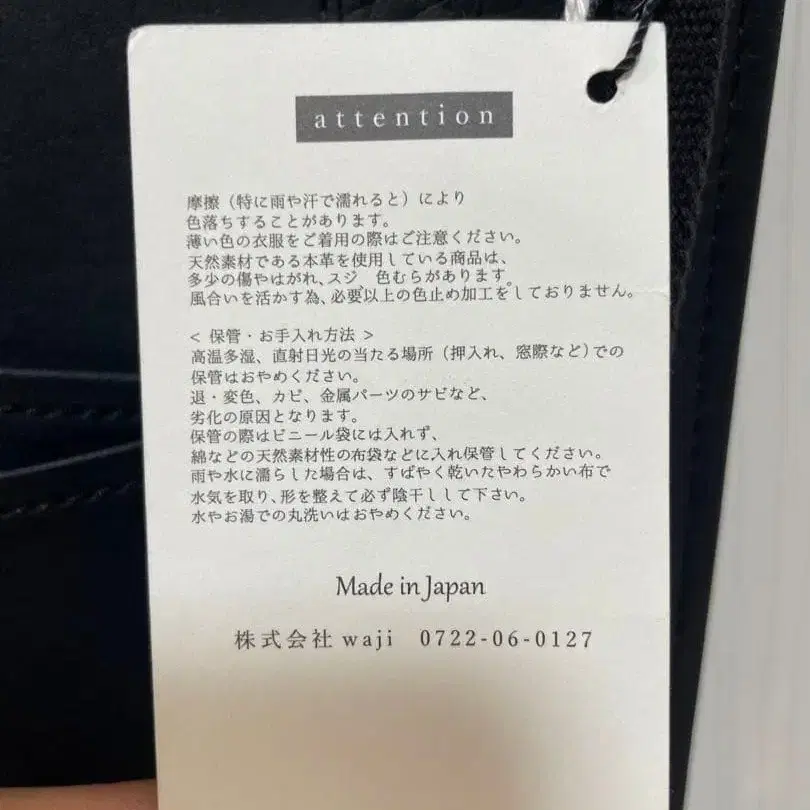 attention
摩擦（特に雨や汗で濡れると）により
色落ちすることがあります。
薄い色の衣服をご着用の際はご注意ください。
天然素材である本革を使用している商品は、
多少の傷やはがれ、スジ　色むらがあります。
風合いを活かす為、必要以上の色止め加工をしておりません。
< 保管・お手入れ方法 >
高温多湿、直射日光の当たる場所（押入れ、窓際など）での
保管はおやめください。
退・変色、カビ、金属パーツのサビなど、
劣化の原因となります。
保管の際はビニール袋には入れず、
綿などの天然素材性の布袋などに入れ保管してください。
雨や水に濡らした場合は、すばやく乾いたやわらかい布で
水気を取り、形を整えて必ず陰干しして下さい。
水やお湯での丸洗いはおやめください。
Made in Japan
株式会社 waji　0722-06-0127